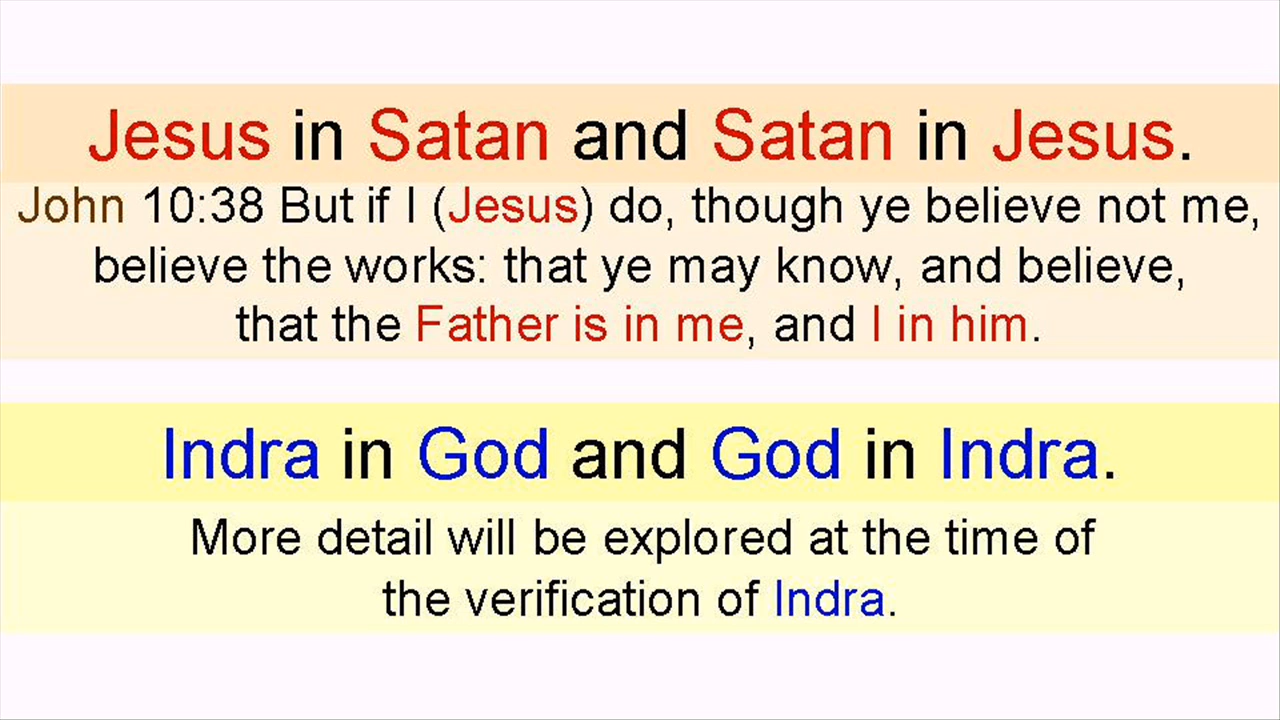 Jesus in Satan and Satan in Jesus.
John 10:38 But if I (Jesus) do, though ye believe not me,
believe the works: that ye may know, and believe,
that the Father is in me, and I in him.
Indra in God and God in Indra.
More detail will be explored at the time of
the verification of Indra.